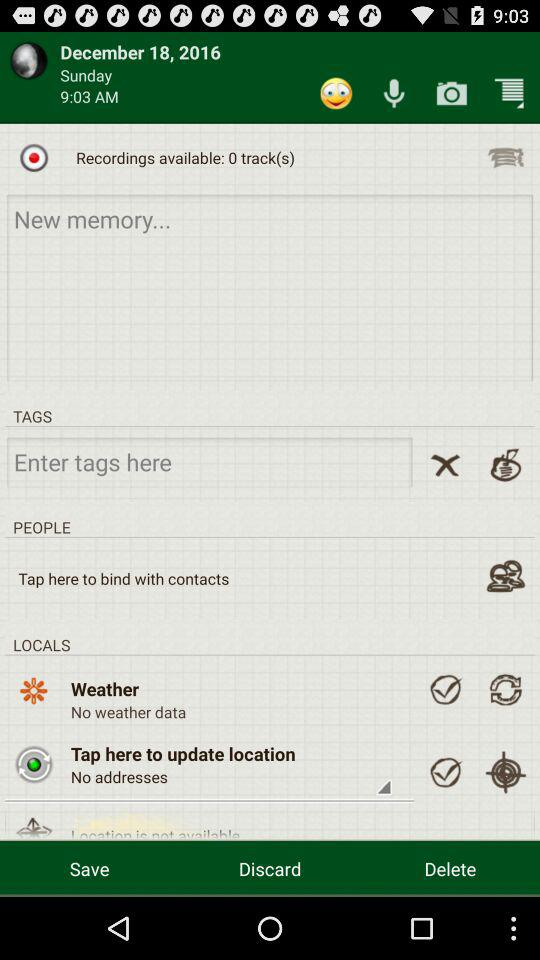 9:03
December 18, 2016
Sunday
9:03 AM
Recordings available: 0 track(s)
New memory...
TAGS
Enter tags here
PEOPLE
Tap here to bind with contacts
LOCALS
Weather
No weather data
Tap here to update location
No addresses
Location is not available
Save Discard Delete